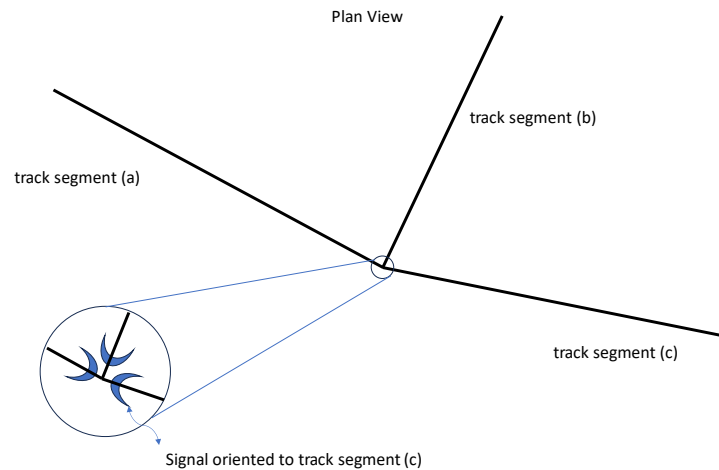 Plan View
track segment (b)
track segment (a)
track segment (c)
Signal oriented to track segment (c)